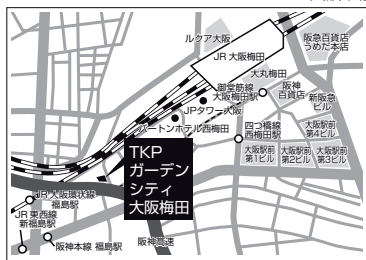 ルクア大阪
阪急百貨店
うめだ本店
JR 大阪梅田
大丸梅田
御堂筋線
大阪梅田駅
阪神
百貨店
新阪急
ビル
JPタワー大阪
バートンホテル西梅田
四つ橋線
西梅田駅
大阪駅前
第4ビル
大阪駅前
第1ビル
大阪駅前
第2ビル
大阪駅前
第3ビル
TKP
ガーデン
シティ
大阪梅田
JR 大阪環状線
福島駅
JR 東西線
新福島駅
阪神本線 福島駅
阪神高速